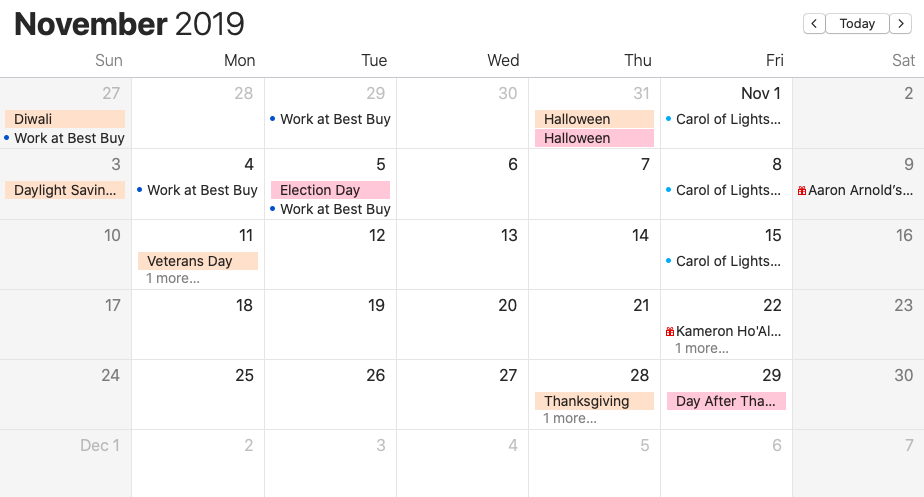 November 2019
< Today >
Sun Mon Tue Wed Thu Fri Sat
27 28 29 30 31 Nov 1 2
Diwali Work at Best Buy Halloween Carol of Lights...
Work at Best Buy Halloween
3 4 5 6 7 8 9
Daylight Savin... Work at Best Buy Election Day Carol of Lights... Aaron Arnold’s...
Work at Best Buy
10 11 12 13 14 15 16
Veterans Day Carol of Lights...
1 more...
17 18 19 20 21 22 23
Kameron Ho'Al...
1 more...
24 25 26 27 28 29 30
Thanksgiving Day After Tha...
1 more...
Dec 1 2 3 4 5 6 7